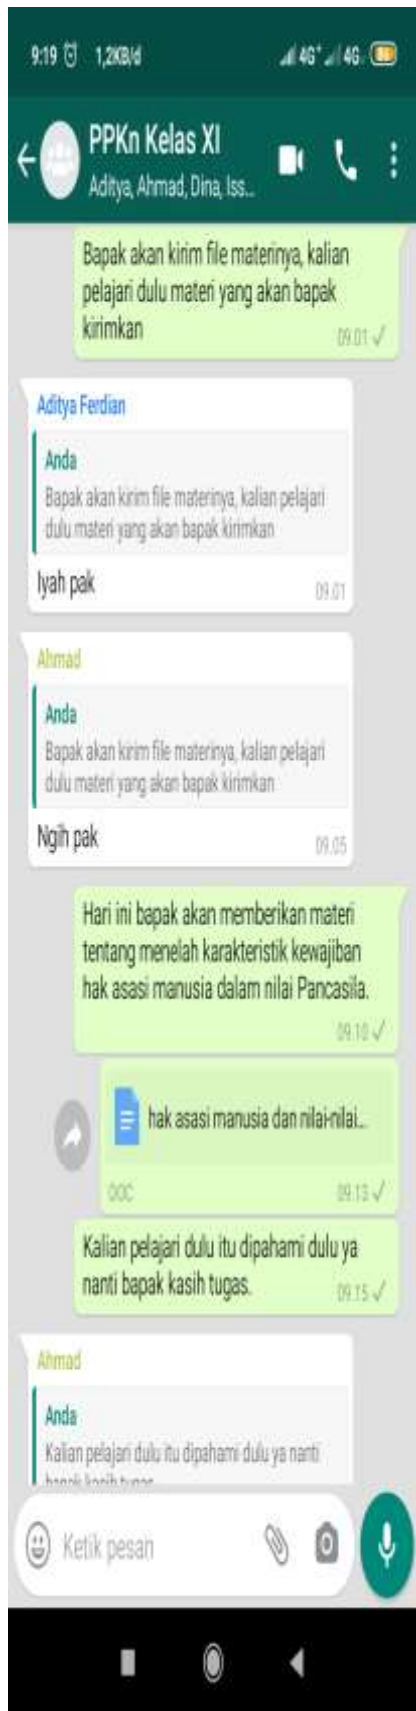 9:19 1,2KB/d 4G+ 4G
PPKn Kelas XI
Aditya, Ahmad, Dina, Iss...
Bapak akan kirim file materinya, kalian
pelajari dulu materi yang akan bapak
kirimkan
09.01
Aditya Ferdian
Anda
Bapak akan kirim file materinya, kalian pelajari
dulu materi yang akan bapak kirimkan
Iyah pak
09.01
Ahmad
Anda
Bapak akan kirim file materinya, kalian pelajari
dulu materi yang akan bapak kirimkan
Ngih pak
09.05
Hari ini bapak akan memberikan materi
tentang menelah karakteristik kewajiban
hak asasi manusia dalam nilai Pancasila.
09.10
hak asasi manusia dan nilai-nilai...
DOC 09.13
Kalian pelajari dulu itu dipahami dulu ya
nanti bapak kasih tugas.
09.15
Ahmad
Anda
Kalian pelajari dulu itu dipahami dulu ya nanti
bapak kasih tugas
Ketik pesan